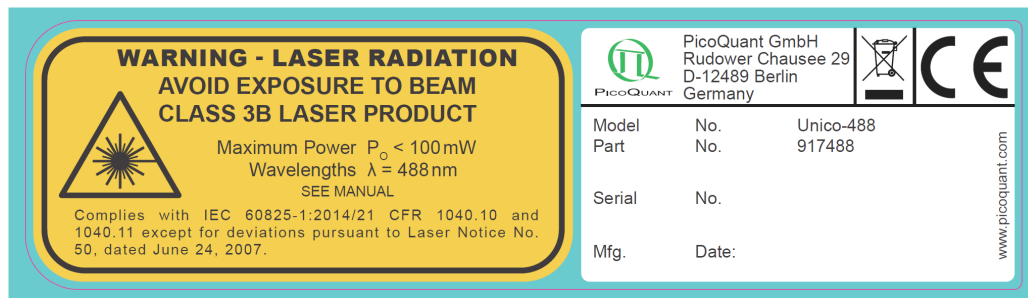 WARNING - LASER RADIATION
AVOID EXPOSURE TO BEAM
CLASS 3B LASER PRODUCT
Maximum Power Po < 100 mW
Wavelengths λ = 488 nm
SEE MANUAL
Complies with IEC 60825-1:2014/21 CFR 1040.10 and
1040.11 except for deviations pursuant to Laser Notice No.
50, dated June 24, 2007.
PICOQUANT
PicoQuant GmbH
Rudower Chausee 29
D-12489 Berlin
Germany
CE
Model No. Unico-488
Part No. 917488
Serial No.
Mfg. Date:
www.picoquant.com